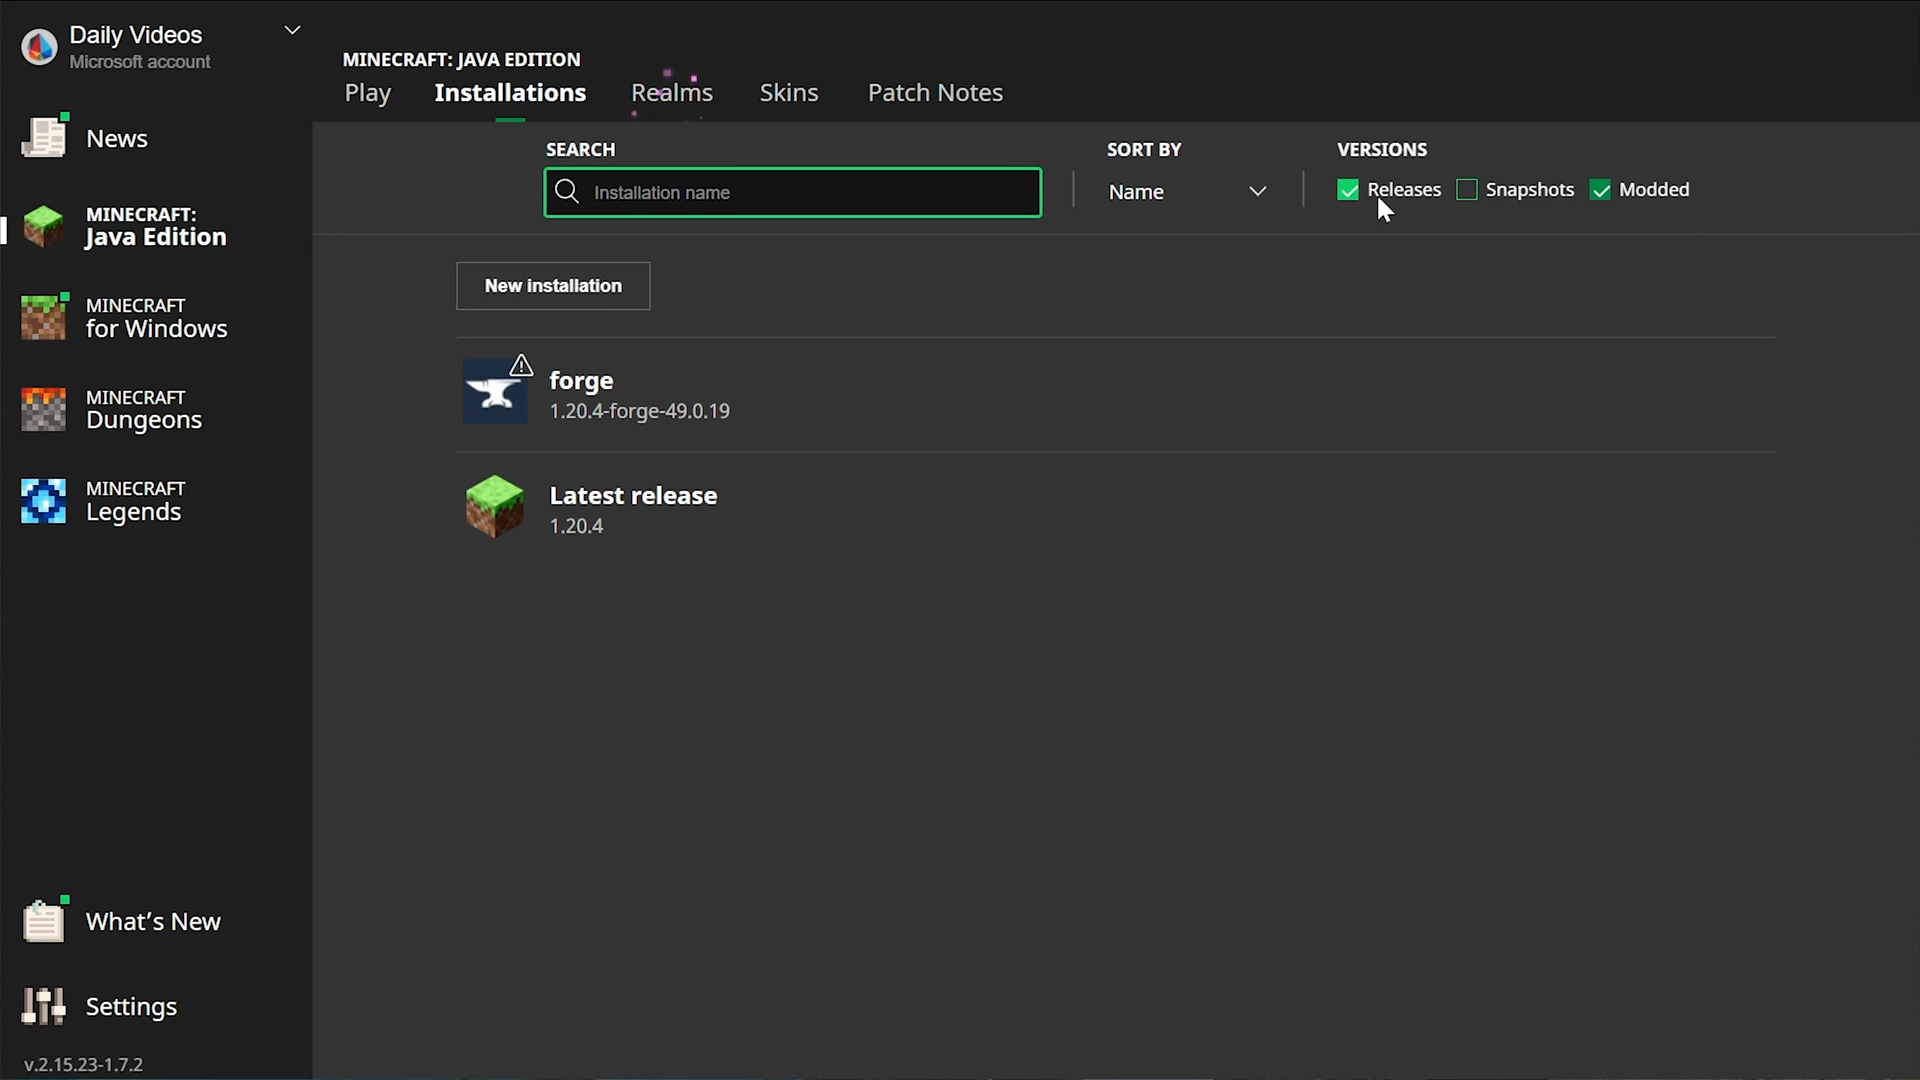 Daily Videos
Microsoft account
News
MINECRAFT:
Java Edition
MINECRAFT
for Windows
MINECRAFT
Dungeons
MINECRAFT
Legends
What's New
Settings
v.2.15.23-1.7.2
MINECRAFT: JAVA EDITION
Play Installations Realms Skins Patch Notes
SEARCH SORT BY VERSIONS
Installation name Name Releases Snapshots Modded
New installation
forge
1.20.4-forge-49.0.19
Latest release
1.20.4